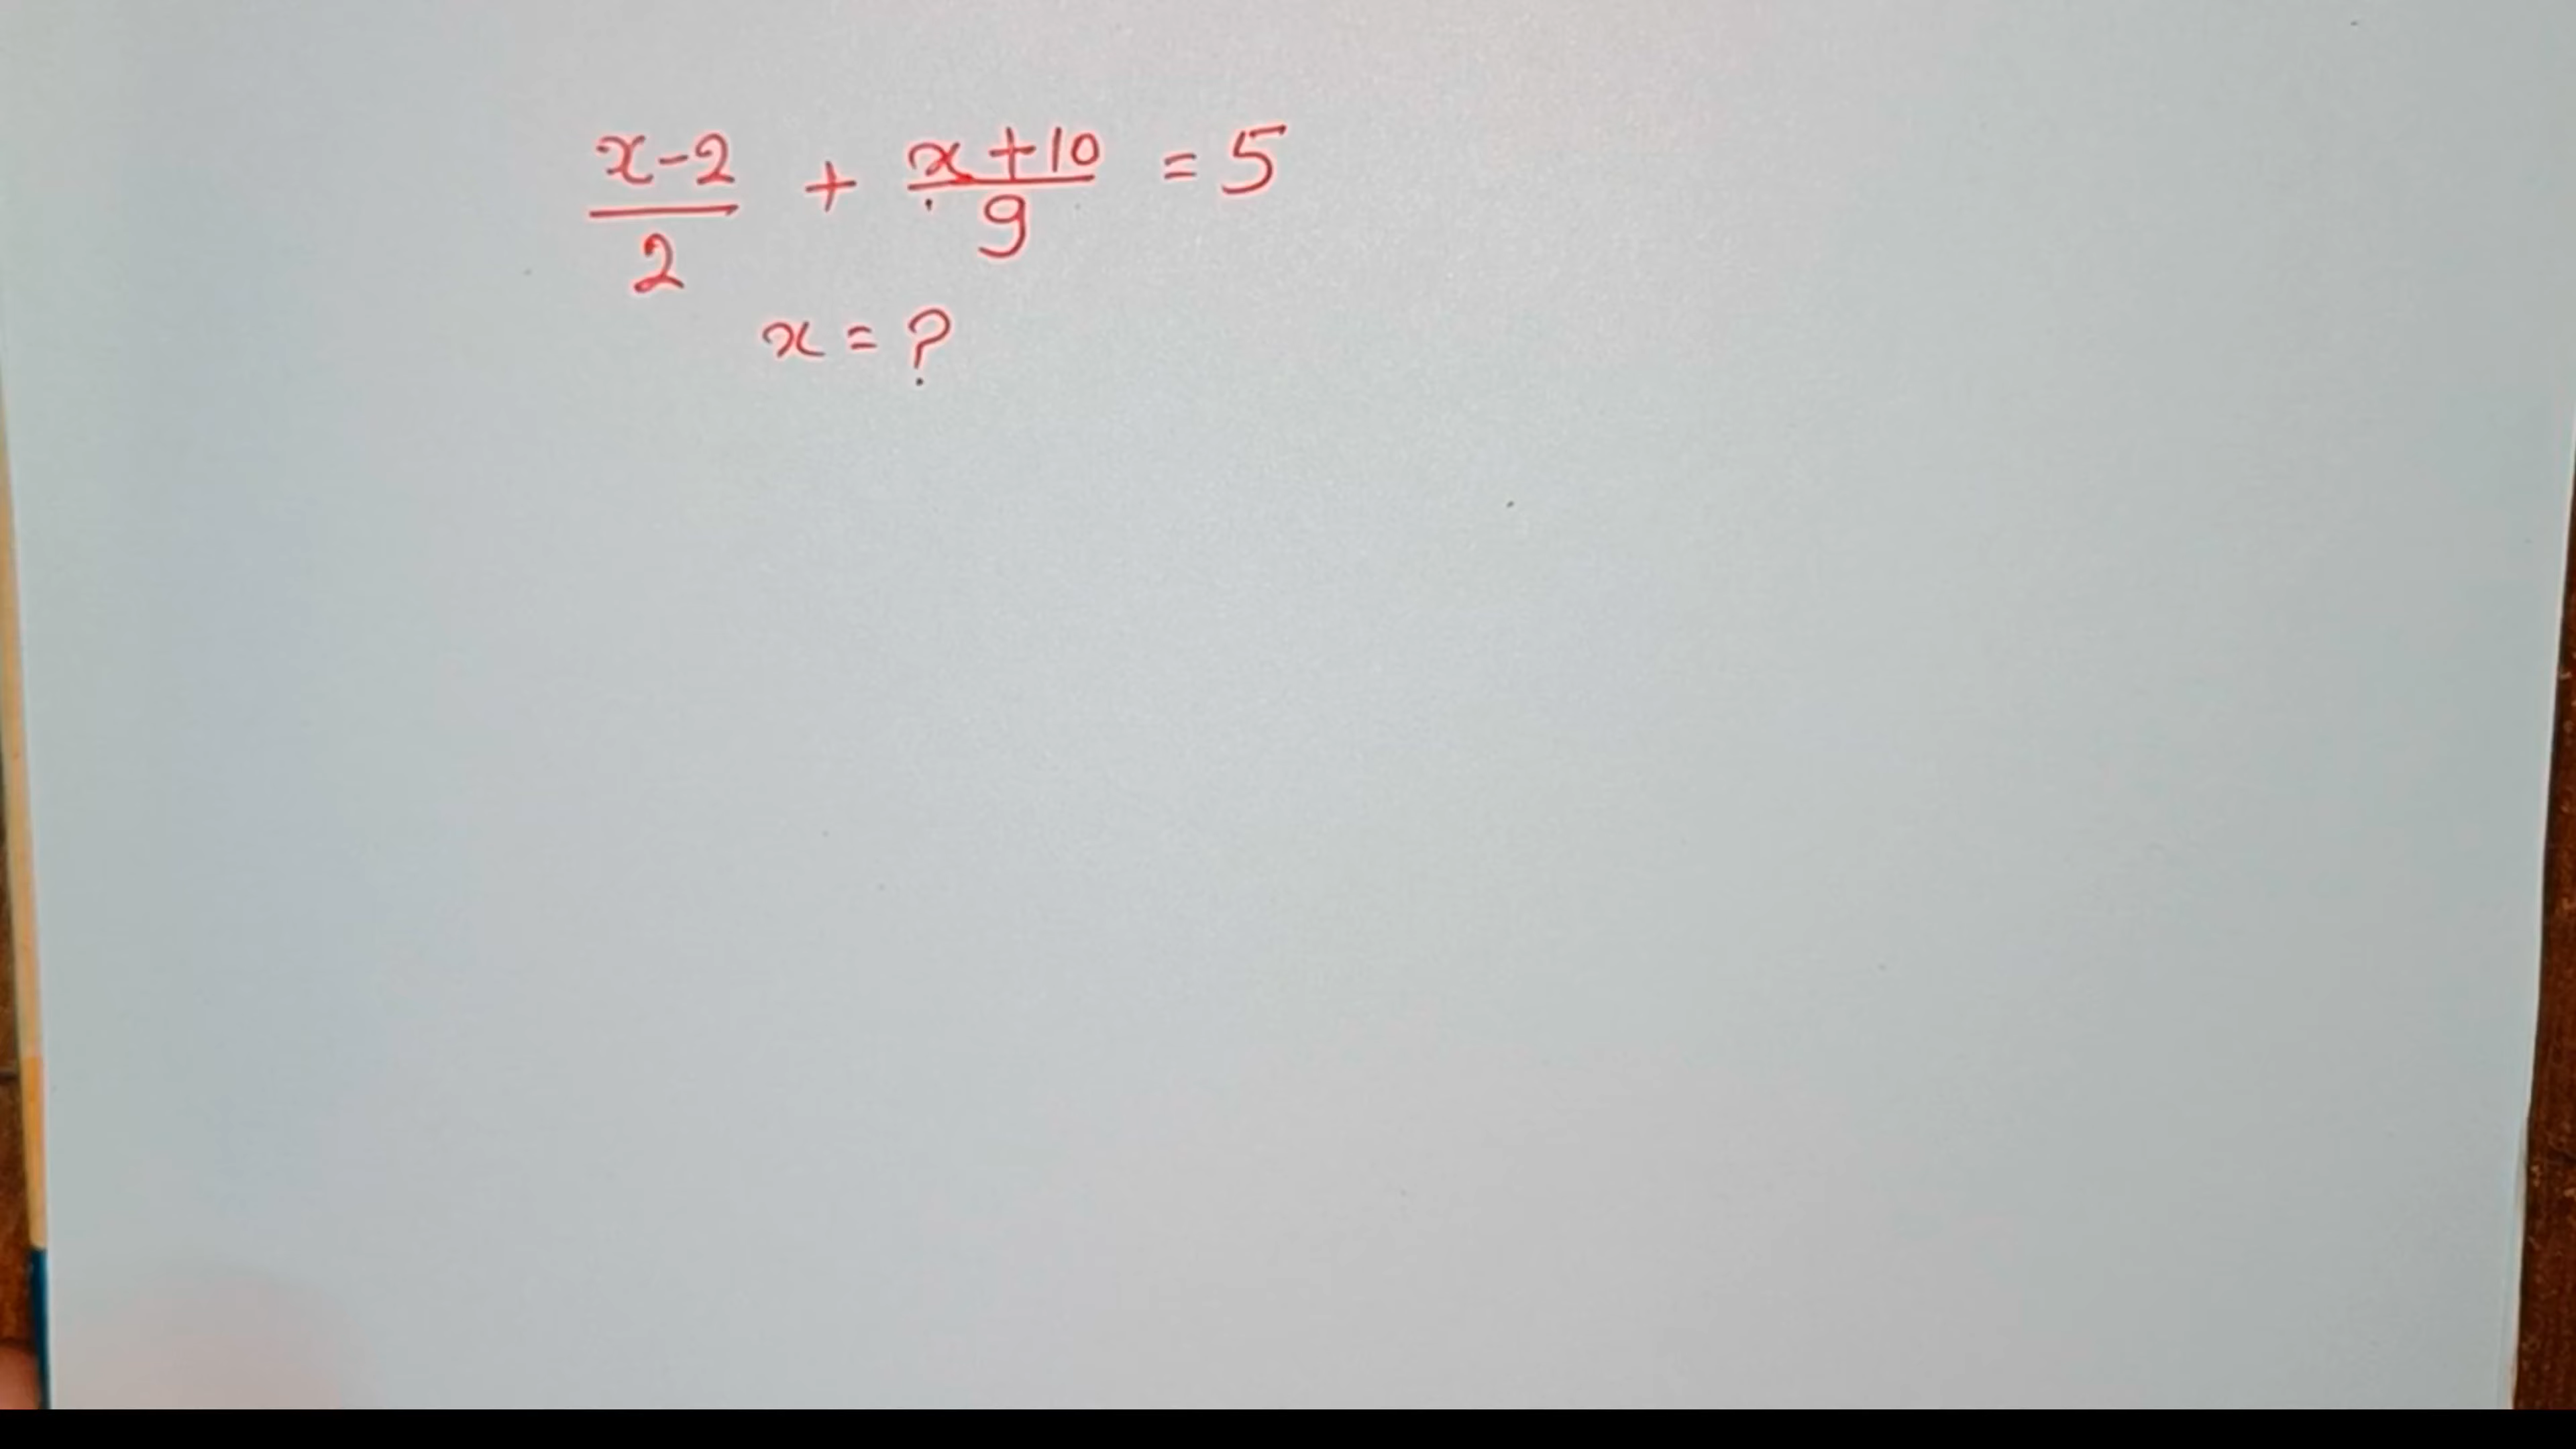 x-2/2 + x+10/9 = 5
x = ?